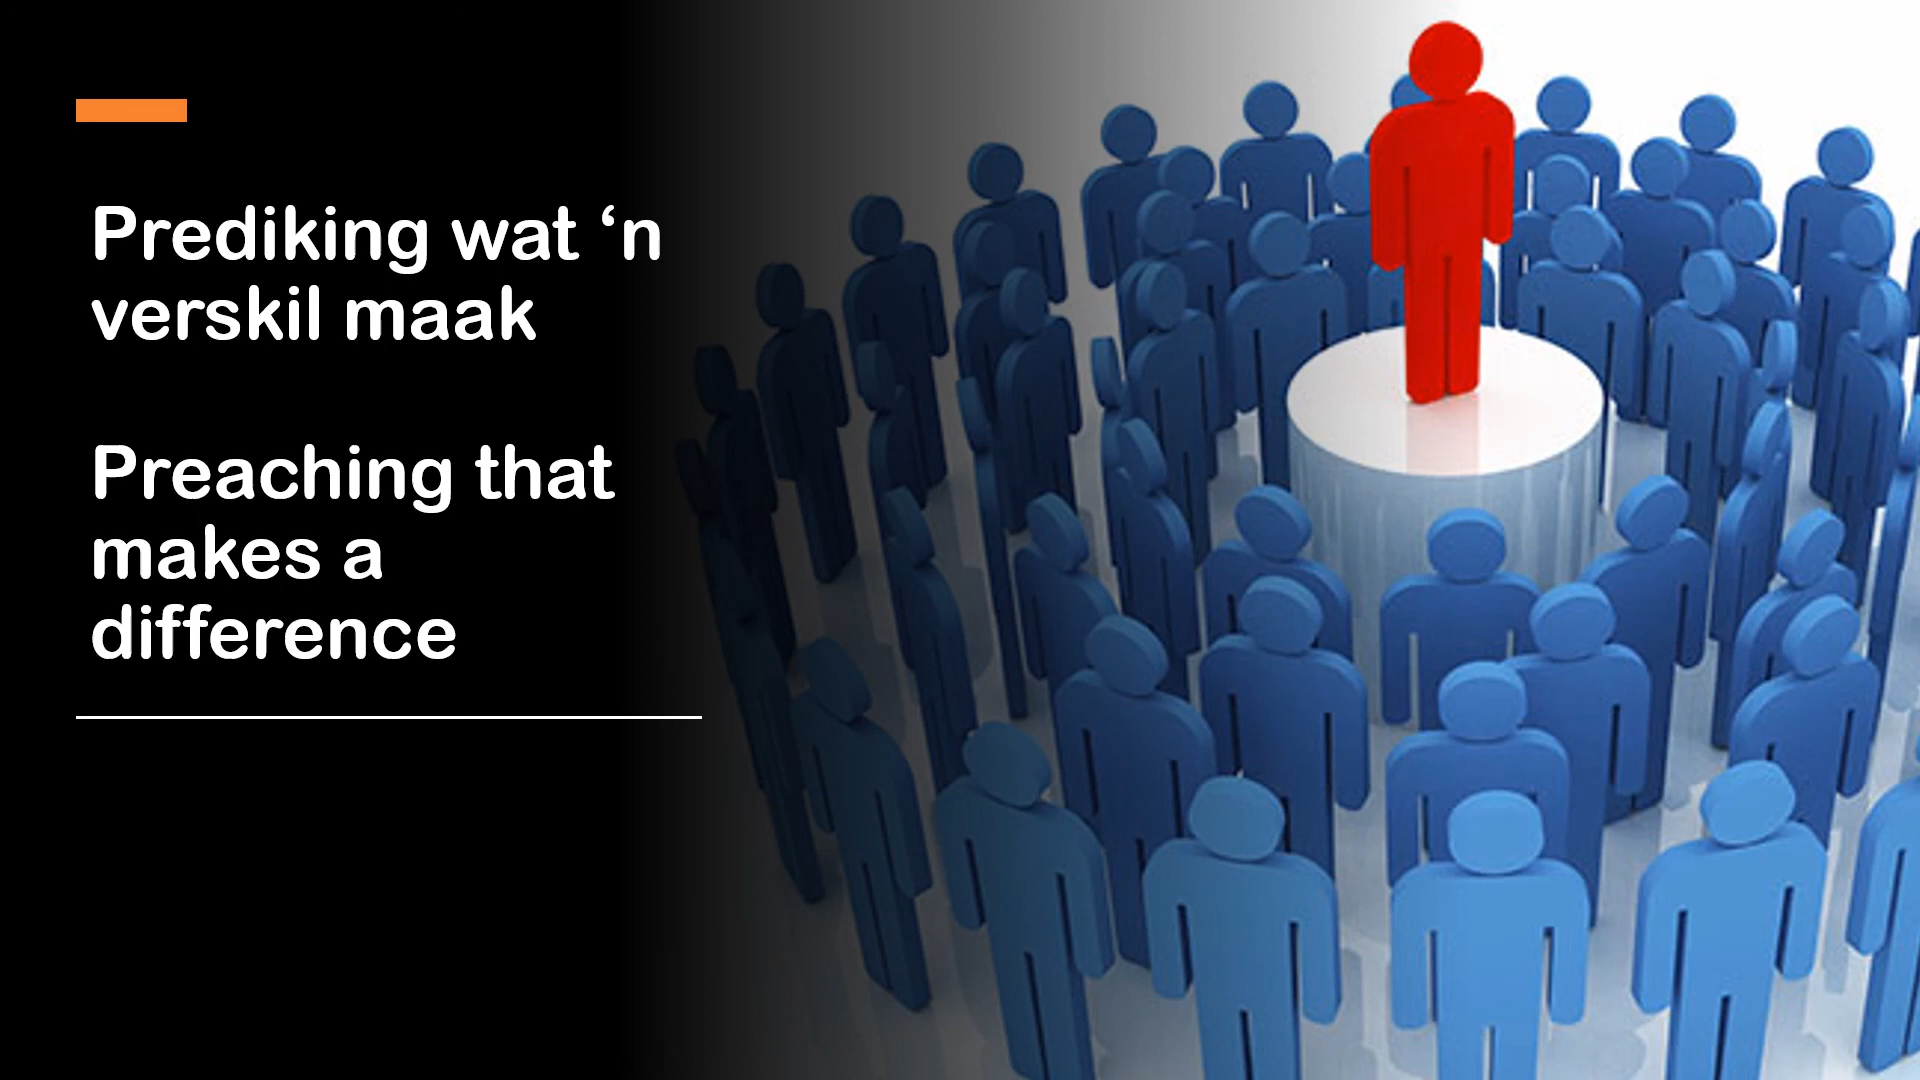 Prediking wat ‘n
verskil maak
Preaching that
makes a
difference